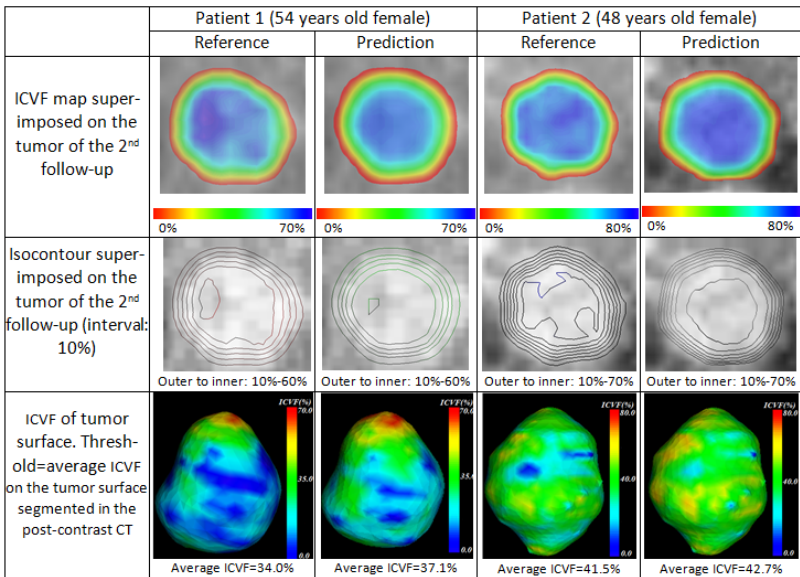 Patient 1 (54 years old female) Patient 2 (48 years old female)
Reference Prediction Reference Prediction
ICVF map super-
imposed on the
tumor of the 2nd
follow-up
0% 70% 0% 70% 0% 80% 0% 80%
Isocontour super-
imposed on the
tumor of the 2nd
follow-up (interval:
10%)
Outer to inner: 10%-60% Outer to inner: 10%-60% Outer to inner: 10%-70% Outer to inner: 10%-70%
ICVF of tumor
surface. Thresh-
old=average ICVF
on the tumor surface
segmented in the
post-contrast CT
ICVF(%) ICVF(%) ICVF(%) ICVF(%)
70.0 70.0 80.0 80.0
35.0 35.0 40.0 40.0
0.0 0.0 0.0 0.0
Average ICVF=34.0% Average ICVF=37.1% Average ICVF=41.5% Average ICVF=42.7%